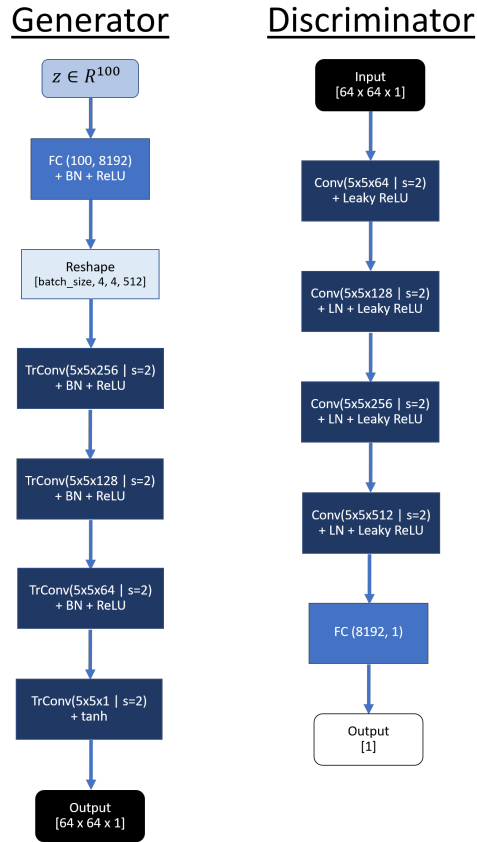 Generator
z ∈ R¹⁰⁰
FC (100, 8192)
+ BN + ReLU
Reshape
[batch_size, 4, 4, 512]
TrConv(5x5x256 | s=2)
+ BN + ReLU
TrConv(5x5x128 | s=2)
+ BN + ReLU
TrConv(5x5x64 | s=2)
+ BN + ReLU
TrConv(5x5x1 | s=2)
+ tanh
Output
[64 x 64 x 1]
Discriminator
Input
[64 x 64 x 1]
Conv(5x5x64 | s=2)
+ Leaky ReLU
Conv(5x5x128 | s=2)
+ LN + Leaky ReLU
Conv(5x5x256 | s=2)
+ LN + Leaky ReLU
Conv(5x5x512 | s=2)
+ LN + Leaky ReLU
FC (8192, 1)
Output
[1]